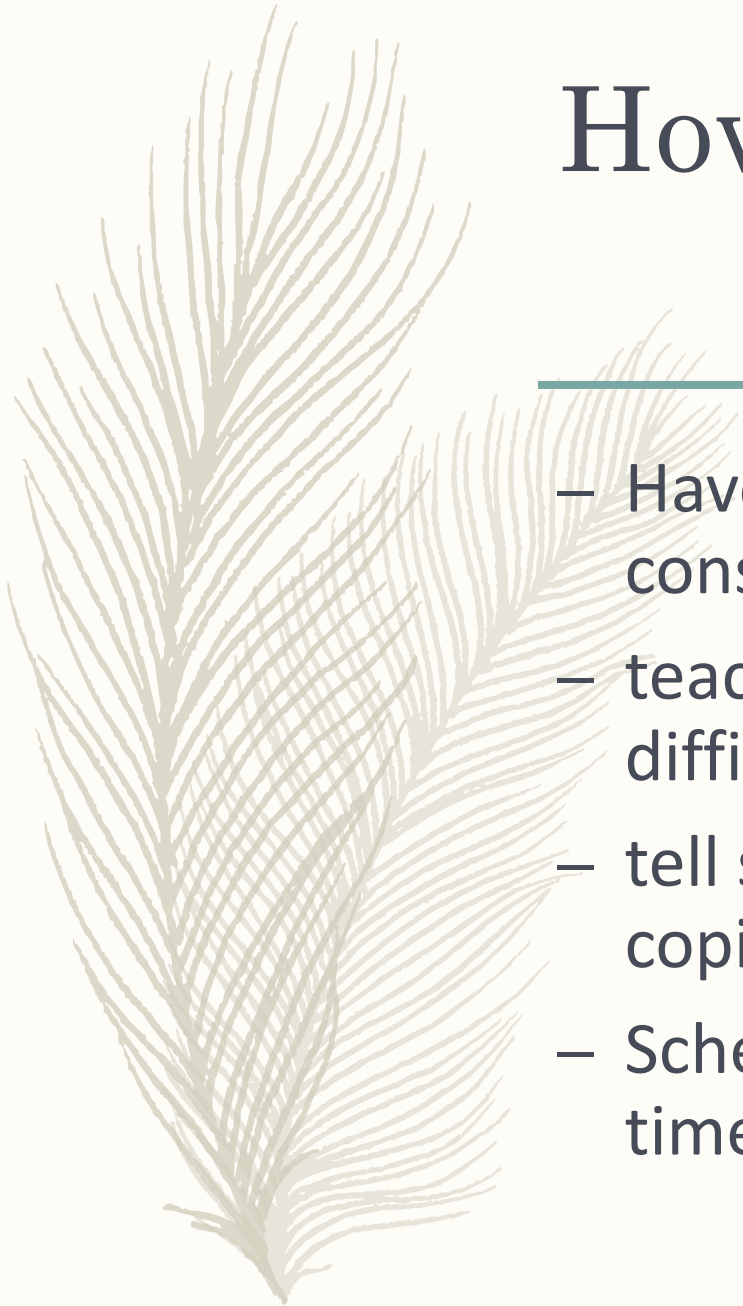 Hov
– Have
cons
– teac
diffi
– tell s
copi
– Sche
time